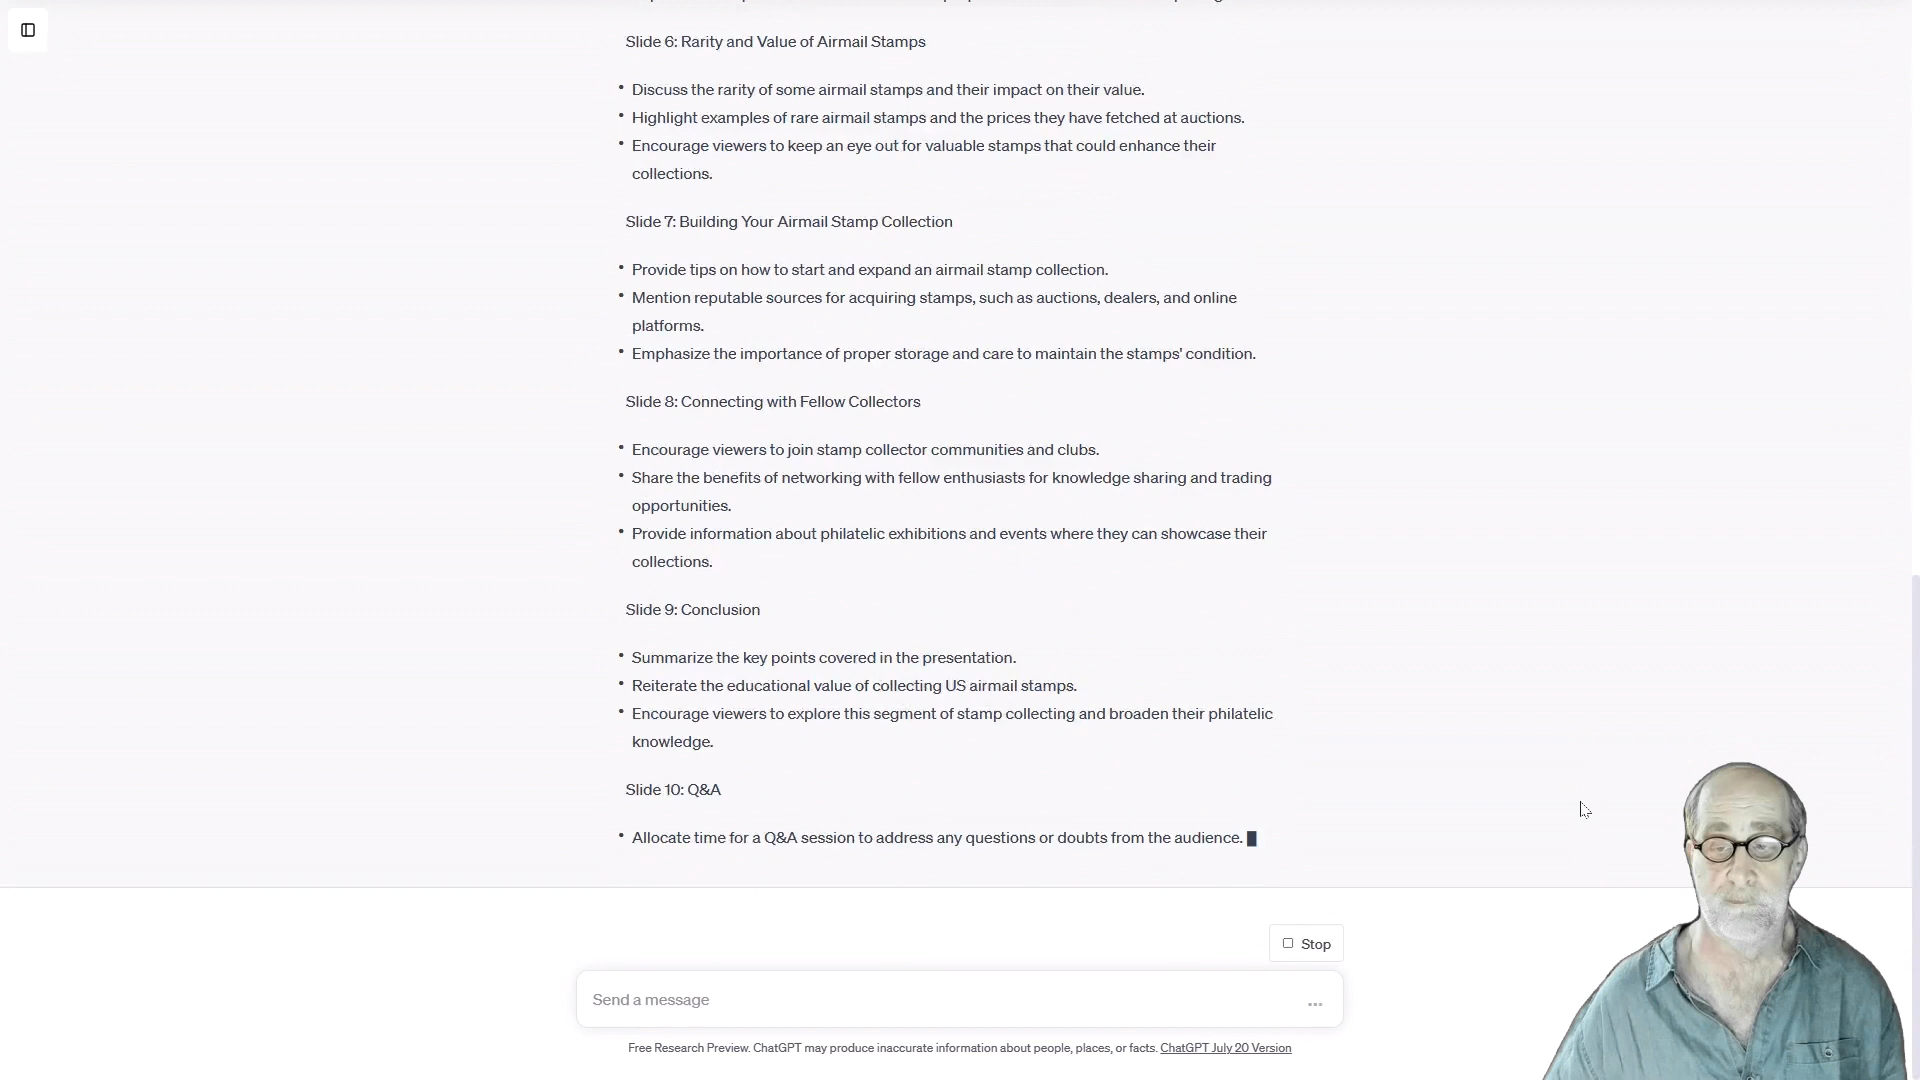 Slide 6: Rarity and Value of Airmail Stamps
• Discuss the rarity of some airmail stamps and their impact on their value.
• Highlight examples of rare airmail stamps and the prices they have fetched at auctions.
• Encourage viewers to keep an eye out for valuable stamps that could enhance their
collections.
Slide 7: Building Your Airmail Stamp Collection
• Provide tips on how to start and expand an airmail stamp collection.
• Mention reputable sources for acquiring stamps, such as auctions, dealers, and online
platforms.
• Emphasize the importance of proper storage and care to maintain the stamps' condition.
Slide 8: Connecting with Fellow Collectors
• Encourage viewers to join stamp collector communities and clubs.
• Share the benefits of networking with fellow enthusiasts for knowledge sharing and trading
opportunities.
• Provide information about philatelic exhibitions and events where they can showcase their
collections.
Slide 9: Conclusion
• Summarize the key points covered in the presentation.
• Reiterate the educational value of collecting US airmail stamps.
• Encourage viewers to explore this segment of stamp collecting and broaden their philatelic
knowledge.
Slide 10: Q&A
• Allocate time for a Q&A session to address any questions or doubts from the audience.
Stop
Send a message
Free Research Preview. ChatGPT may produce inaccurate information about people, places, or facts. ChatGPT July 20 Version